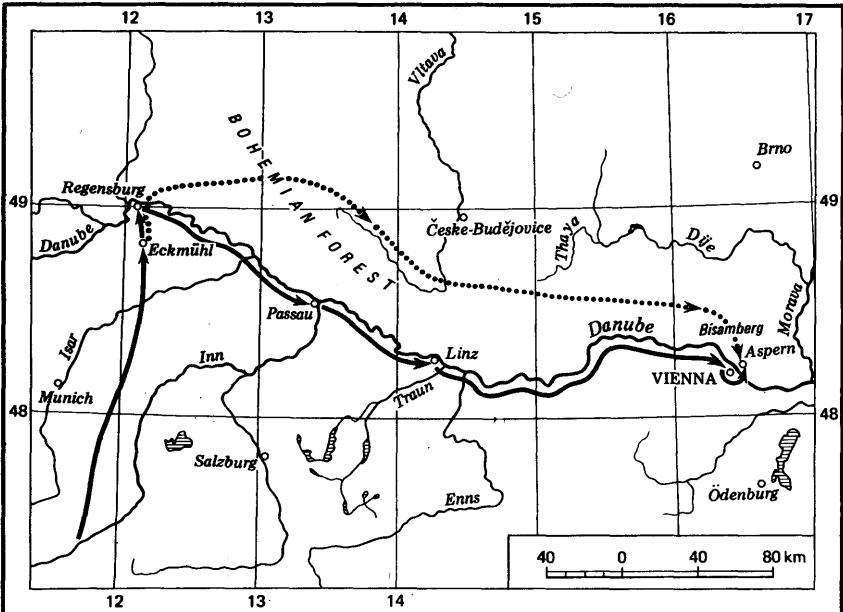 12 13 14 15 16 17
Vltava
BOHEMIAN FOREST
Brno
Regensburg
49 49
Česke-Budějovice
Danube
Eckmühl
Thaya
Dije
Morava
Passau
Danube
Bisamberg
Isar
Inn
Linz
Aspern
VIENNA
Munich
Traun
48 48
Salzburg
Enns
Ödenburg
40 0 40 80 km
12 13 14